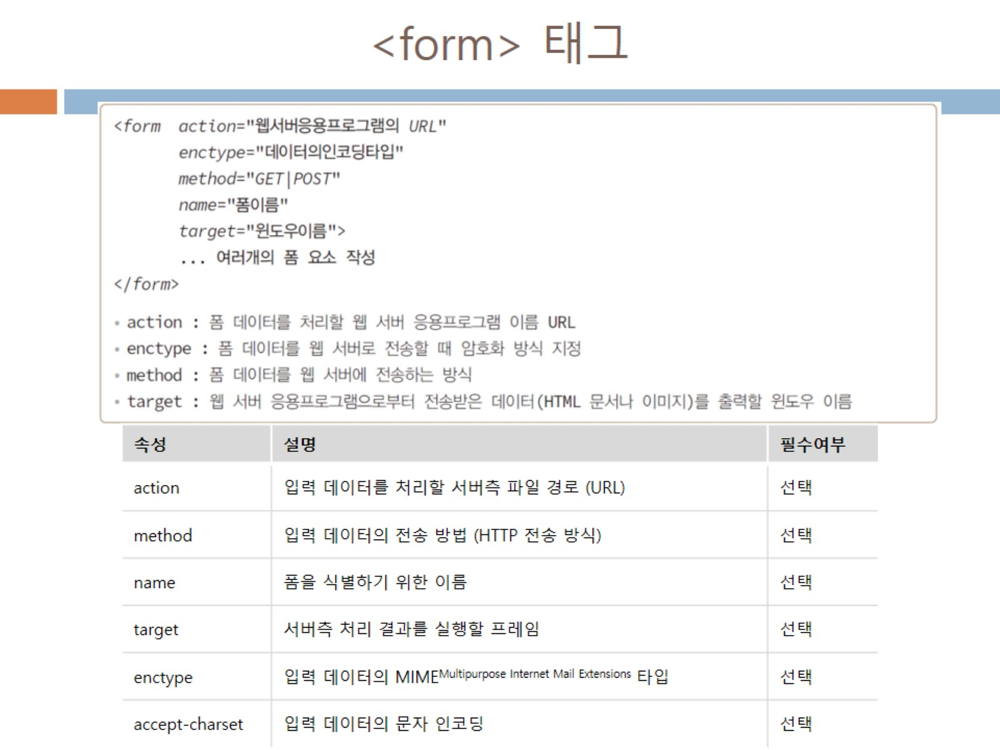 <form> 태그
<form action="웹서버응용프로그램의 URL"
enctype="데이터의인코딩타입"
method="GET|POST"
name="폼이름"
target="윈도우이름">
... 여러개의 폼 요소 작성
</form>
• action : 폼 데이터를 처리할 웹 서버 응용프로그램 이름 URL
• enctype : 폼 데이터를 웹 서버로 전송할 때 암호화 방식 지정
• method : 폼 데이터를 웹 서버에 전송하는 방식
• target : 웹 서버 응용프로그램으로부터 전송받은 데이터(HTML 문서나 이미지)를 출력할 윈도우 이름
속성 설명 필수여부
action 입력 데이터를 처리할 서버측 파일 경로 (URL) 선택
method 입력 데이터의 전송 방법 (HTTP 전송 방식) 선택
name 폼을 식별하기 위한 이름 선택
target 서버측 처리 결과를 실행할 프레임 선택
enctype 입력 데이터의 MIME Multipurpose Internet Mail Extensions 타입 선택
accept-charset 입력 데이터의 문자 인코딩 선택